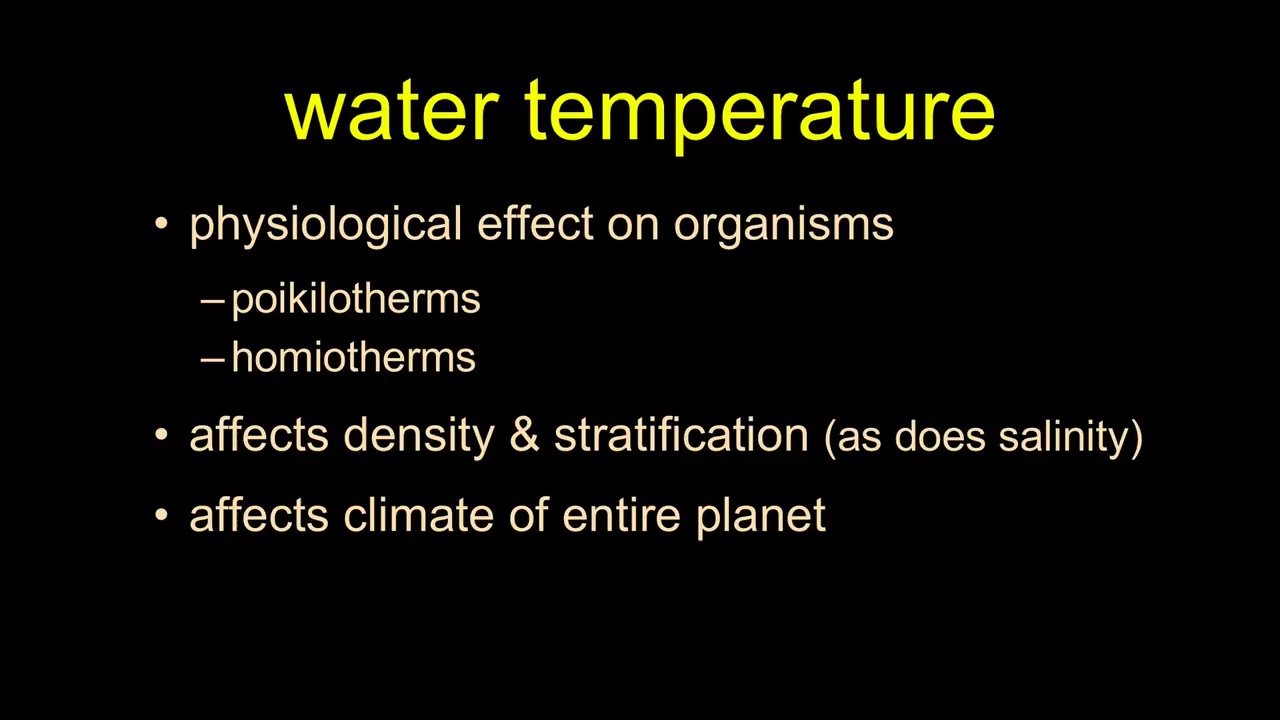 water temperature
• physiological effect on organisms
– poikilotherms
– homiotherms
• affects density & stratification (as does salinity)
• affects climate of entire planet